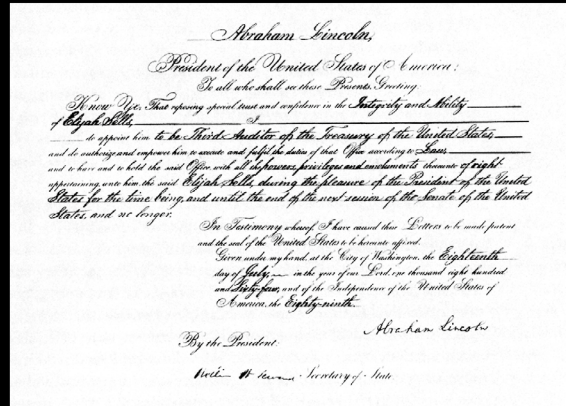 Abraham Lincoln,
President of the United States of America:
To all who shall see these Presents, Greeting:
Know Ye, That reposing special trust and confidence in the Integrity and Ability
of Elijah Sells, I
do appoint him to be Third Auditor of the Treasury of the United States,
and do authorize and empower him to execute and fulfil the duties of that Office according to Law,
and to have and to hold the said Office, with all the powers, privileges and emoluments thereunto of right
appertaining, unto him the said Elijah Sells, during the pleasure of the President of the United
States for the time being, and until the end of the next session of the Senate of the United
States, and no longer.
In Testimony whereof, I have caused these Letters to be made patent
and the seal of the United States to be hereunto affixed.
Given under my hand, at the City of Washington, the Eighteenth
day of July, in the year of our Lord, one thousand eight hundred
and Sixty-four, and of the Independence of the United States of
America, the Eighty-ninth.
Abraham Lincoln
By the President:
William H Seward Secretary of State.